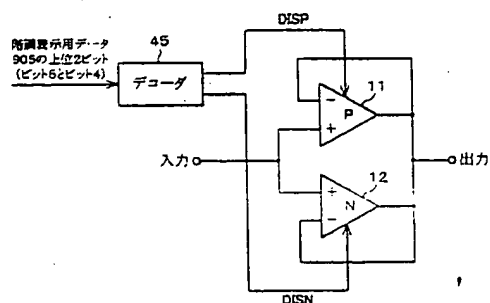 DISP
階調表示用データ
905の上位2ビット
(ビット5とビット4)
45
デコーダ
11
−
P
+
入力
出力
12
+
N
−
DISN